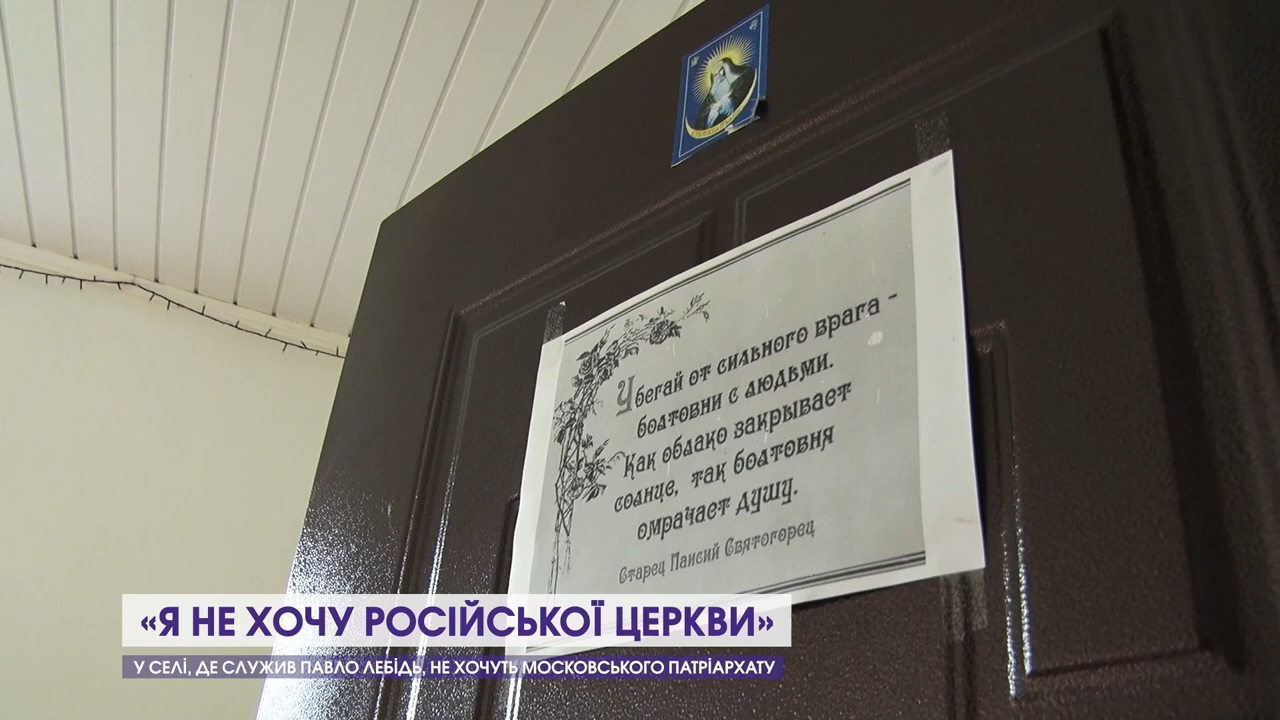 Убегай от сильного врага -
болтовни с людьми.
Как облако закрывает
солнце, так болтовня
омрачает душу.
Старец Паисий Святогорец
«Я НЕ ХОЧУ РОСІЙСЬКОЇ ЦЕРКВИ»
У СЕЛІ, ДЕ СЛУЖИВ ПАВЛО ЛЕБІДЬ, НЕ ХОЧУТЬ МОСКОВСЬКОГО ПАТРІАРХАТУ